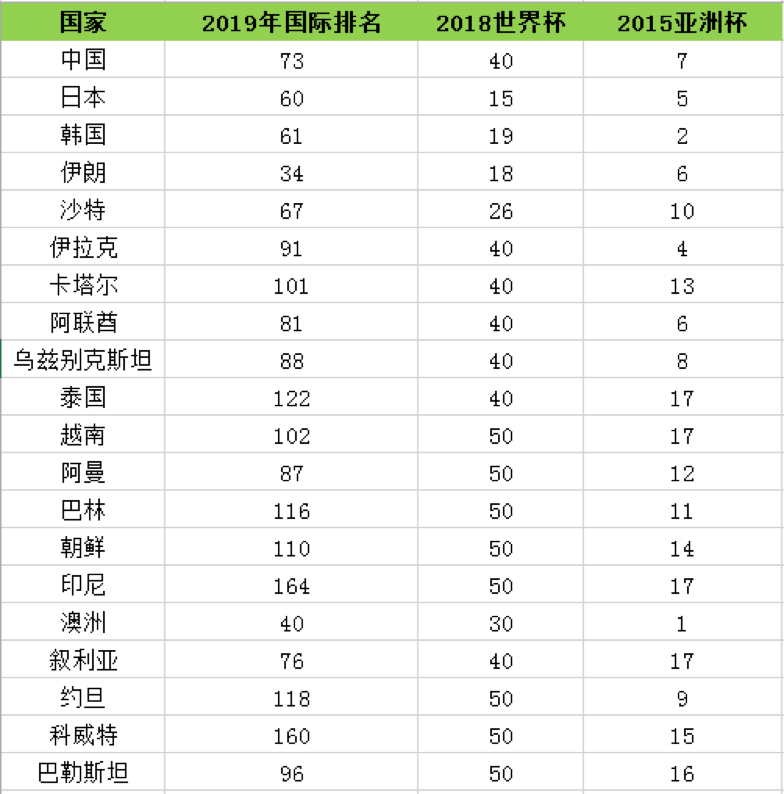 国家 2019年国际排名 2018世界杯 2015亚洲杯
中国 73 40 7
日本 60 15 5
韩国 61 19 2
伊朗 34 18 6
沙特 67 26 10
伊拉克 91 40 4
卡塔尔 101 40 13
阿联酋 81 40 6
乌兹别克斯坦 88 40 8
泰国 122 40 17
越南 102 50 17
阿曼 87 50 12
巴林 116 50 11
朝鲜 110 50 14
印尼 164 50 17
澳洲 40 30 1
叙利亚 76 40 17
约旦 118 50 9
科威特 160 50 15
巴勒斯坦 96 50 16